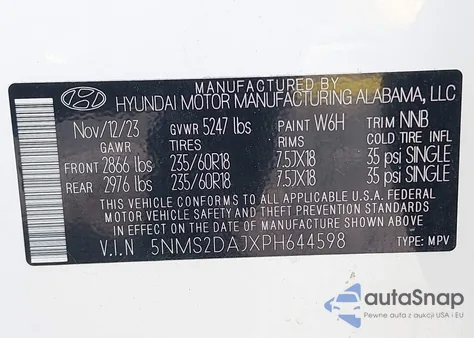 MANUFACTURED BY
HYUNDAI MOTOR MANUFACTURING ALABAMA, LLC
Nov/12/23 GVWR 5247 lbs PAINT W6H TRIM NNB
GAWR TIRES RIMS COLD TIRE INFL
FRONT 2866 lbs 235/60R18 7.5JX18 35 psi SINGLE
REAR 2976 lbs 235/60R18 7.5JX18 35 psi SINGLE
THIS VEHICLE CONFORMS TO ALL APPLICABLE U.S.A FEDERAL
MOTOR VEHICLE SAFETY AND THEFT PREVENTION STANDARDS
IN EFFECT ON THE DATE OF MANUFACTURE SHOWN ABOVE.
V.I.N 5NMS2DAJXPH644598 TYPE: MPV
autoSnap
Pewne auta z aukcji USA i EU